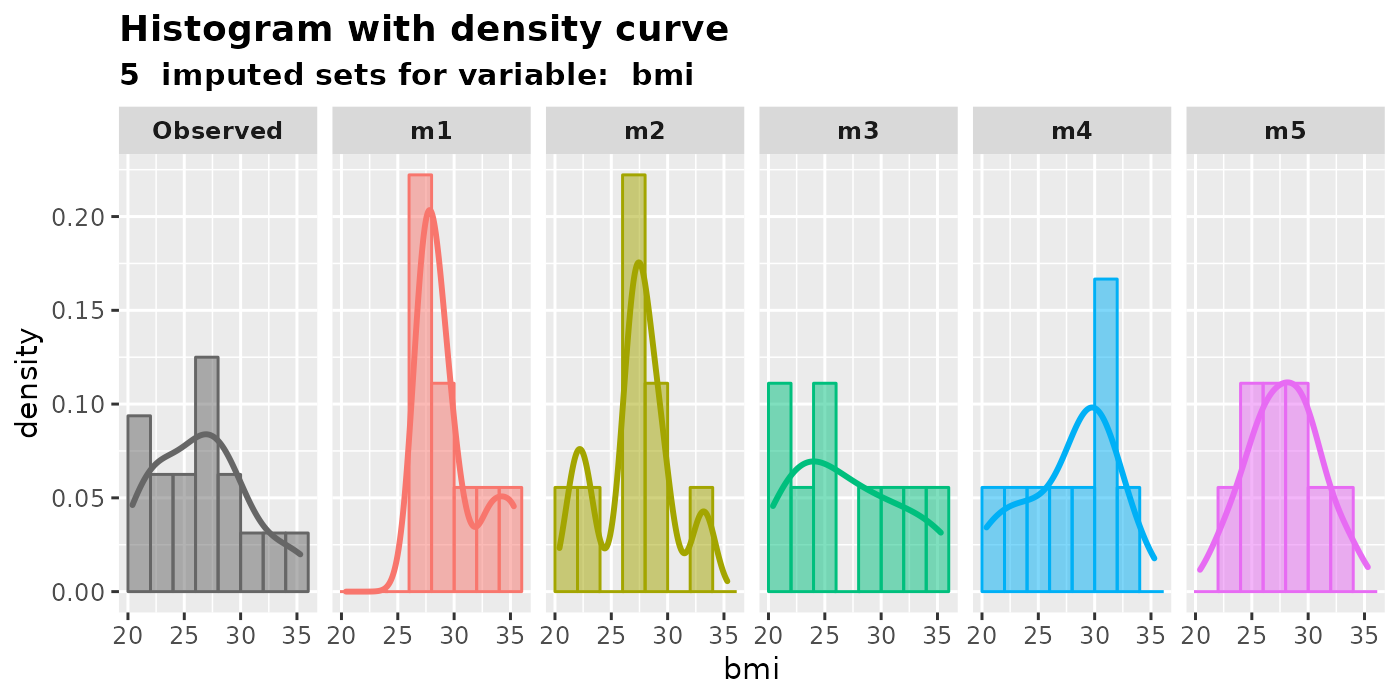 Histogram with density curve
5  imputed sets for variable:  bmi
Observed m1 m2 m3 m4 m5
0.20
0.15
0.10
0.05
0.00
density
20 25 30 35 20 25 30 35 20 25 30 35 20 25 30 35 20 25 30 35 20 25 30 35
bmi